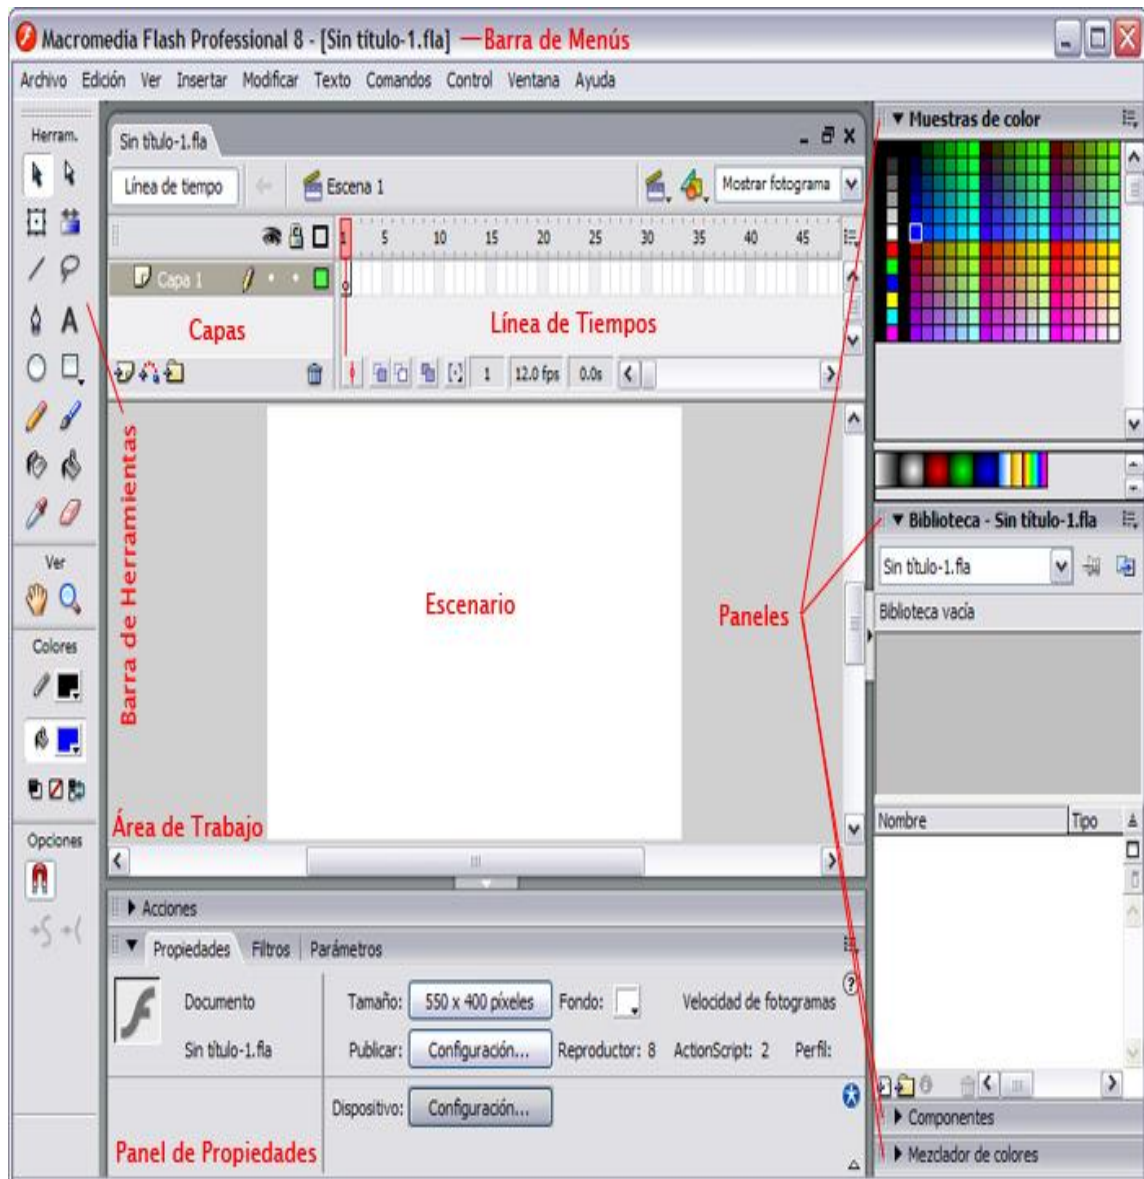 Macromedia Flash Professional 8 - [Sin título-1.fla] Barra de Menús
Archivo Edición Ver Insertar Modificar Texto Comandos Control Ventana Ayuda
Herram.
Sin título-1.fla
Línea de tiempo Escena 1 Mostrar fotograma
1 5 10 15 20 25 30 35 40 45
Capa 1
Capas
Línea de Tiempos
1 12.0 fps 0.0s
Barra de Herramientas
Ver
Colores
Opciones
Escenario
Paneles
Área de Trabajo
Muestras de color
Biblioteca - Sin título-1.fla
Sin título-1.fla
Biblioteca vacía
Nombre Tipo
Componentes
Mezclador de colores
Acciones
Propiedades Filtros Parámetros
Documento Tamaño: 550 x 400 píxeles Fondo: Velocidad de fotogramas
Sin título-1.fla Publicar: Configuración... Reproductor: 8 ActionScript: 2 Perfil:
Dispositivo: Configuración...
Panel de Propiedades